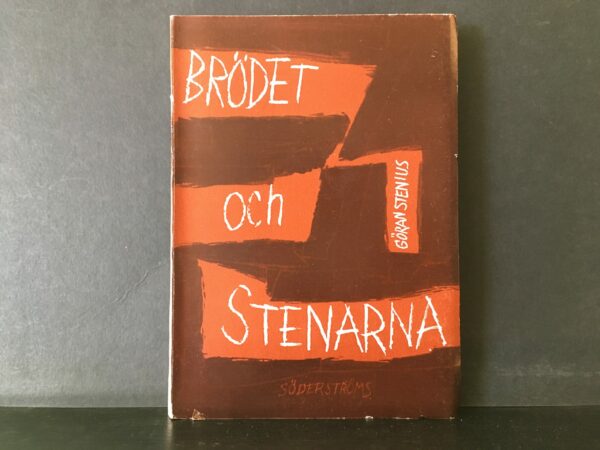 BRÖDET
och
GÖRAN STENIUS
STENARNA
SÖDERSTRÖMS